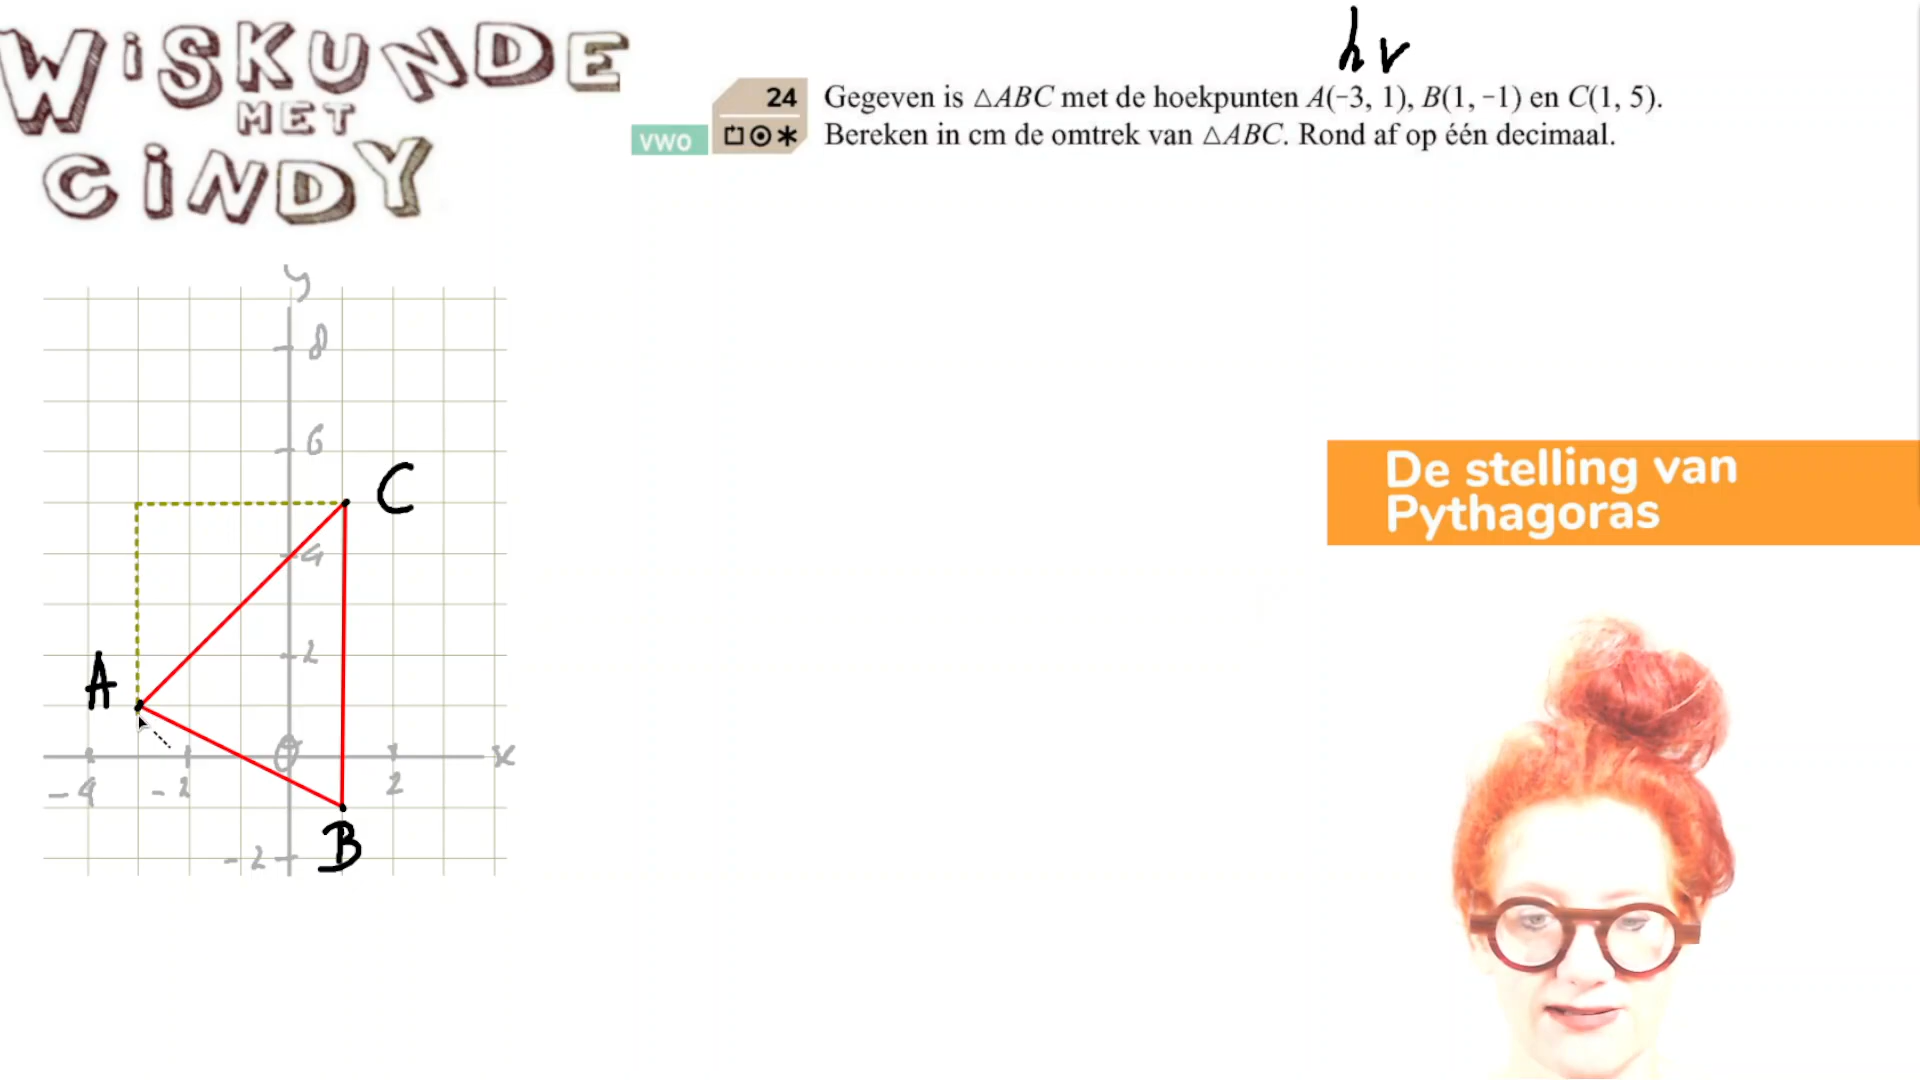 WiSKUNDE
MET
CiNDY
h v
24 Gegeven is △ABC met de hoekpunten A(−3, 1), B(1, −1) en C(1, 5).
vwo Bereken in cm de omtrek van △ABC. Rond af op één decimaal.
De stelling van
Pythagoras
y
8
6
C
4
2
A
O x
-4 -2 2
B
-2